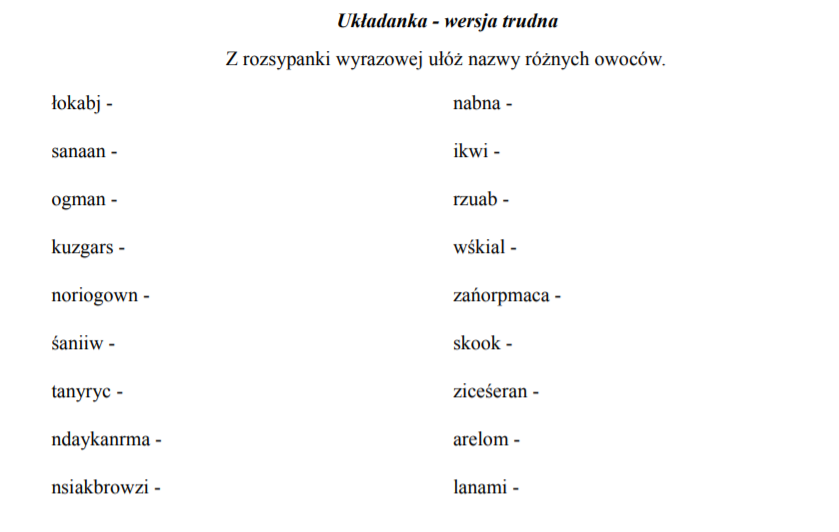 Układanka - wersja trudna
Z rozsypanki wyrazowej ułóż nazwy różnych owoców.
łokabj - nabna -
sanaan - ikwi -
ogman - rzuab -
kuzgars - wśkial -
noriogown - zańorpmaca -
śaniiw - skook -
tanyryc - ziceśeran -
ndaykanrma - arelom -
nsiakbrowzi - lanami -